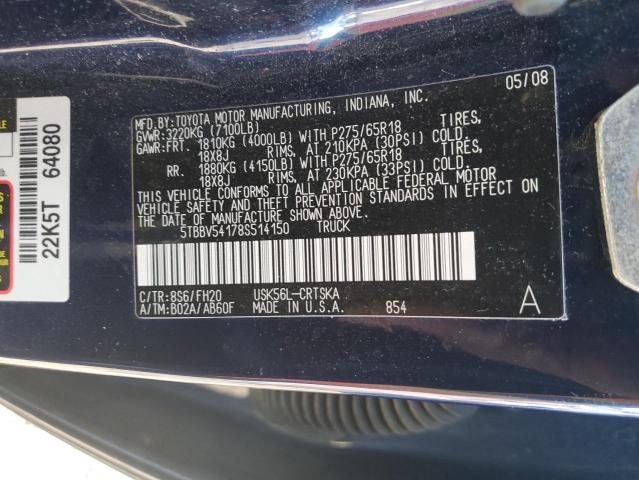 05/08
MFD.BY:TOYOTA MOTOR MANUFACTURING, INDIANA, INC.
GVWR:3220KG (7100LB)
GAWR:FRT. 1810KG (4000LB) WITH P275/65R18 TIRES,
18X8J RIMS, AT 210KPA (30PSI) COLD.
RR. 1880KG (4150LB) WITH P275/65R18 TIRES,
18X8J RIMS, AT 230KPA (33PSI) COLD.
THIS VEHICLE CONFORMS TO ALL APPLICABLE FEDERAL MOTOR
VEHICLE SAFETY AND THEFT PREVENTION STANDARDS IN EFFECT ON
THE DATE OF MANUFACTURE SHOWN ABOVE.
5TBBV54178S514150 TRUCK
C/TR:8S6/FH20 USK56L-CRTSKA
A/TM:B02A/AB60F MADE IN U.S.A. 854
A
22K5T 64080
lb.